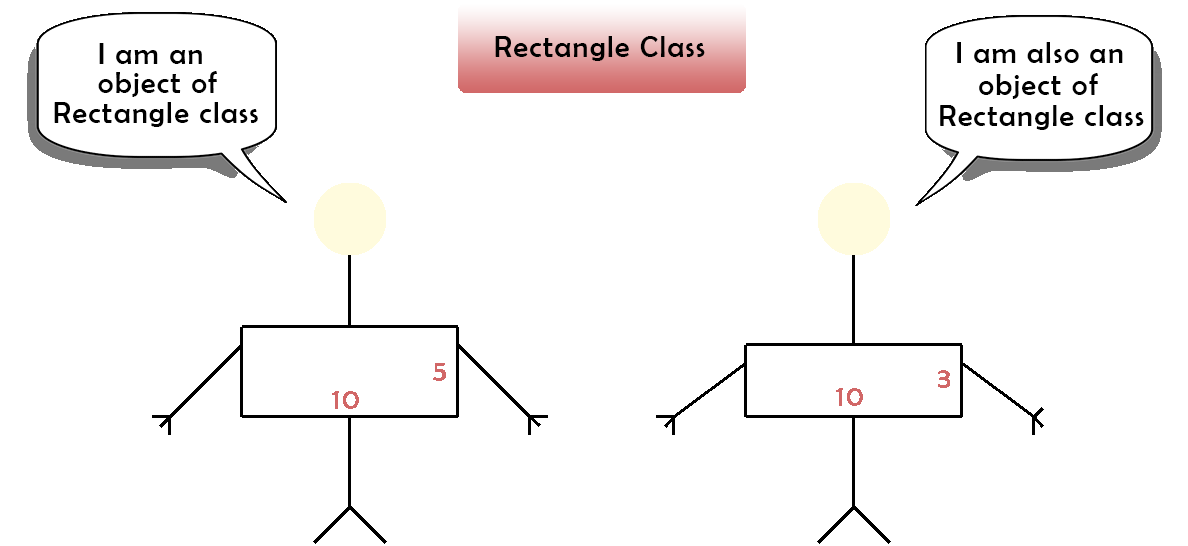 Rectangle Class
I am an
object of
Rectangle class
I am also an
object of
Rectangle class
5
10
3
10